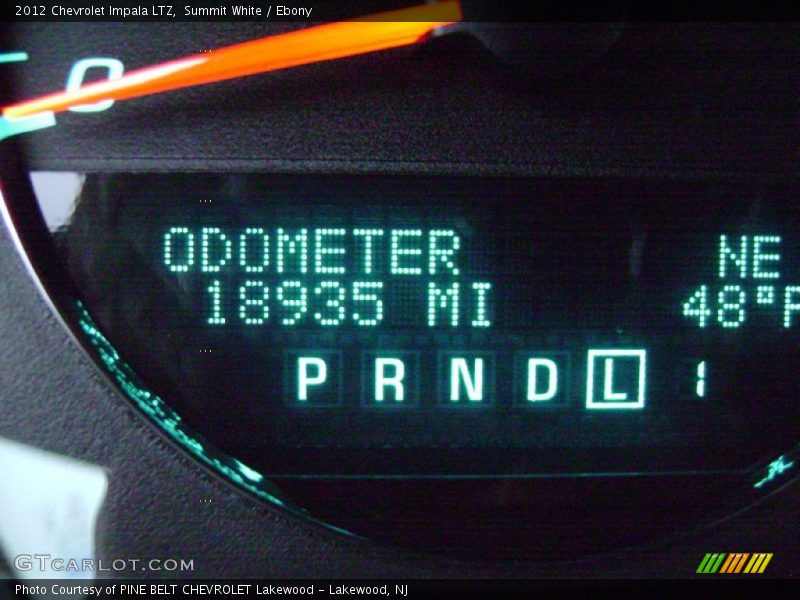 2012 Chevrolet Impala LTZ,  Summit White / Ebony
0
ODOMETER NE
18935 MI 48°F
P R N D L 1
GTCARLOT.COM
Photo Courtesy of PINE BELT CHEVROLET Lakewood - Lakewood, NJ